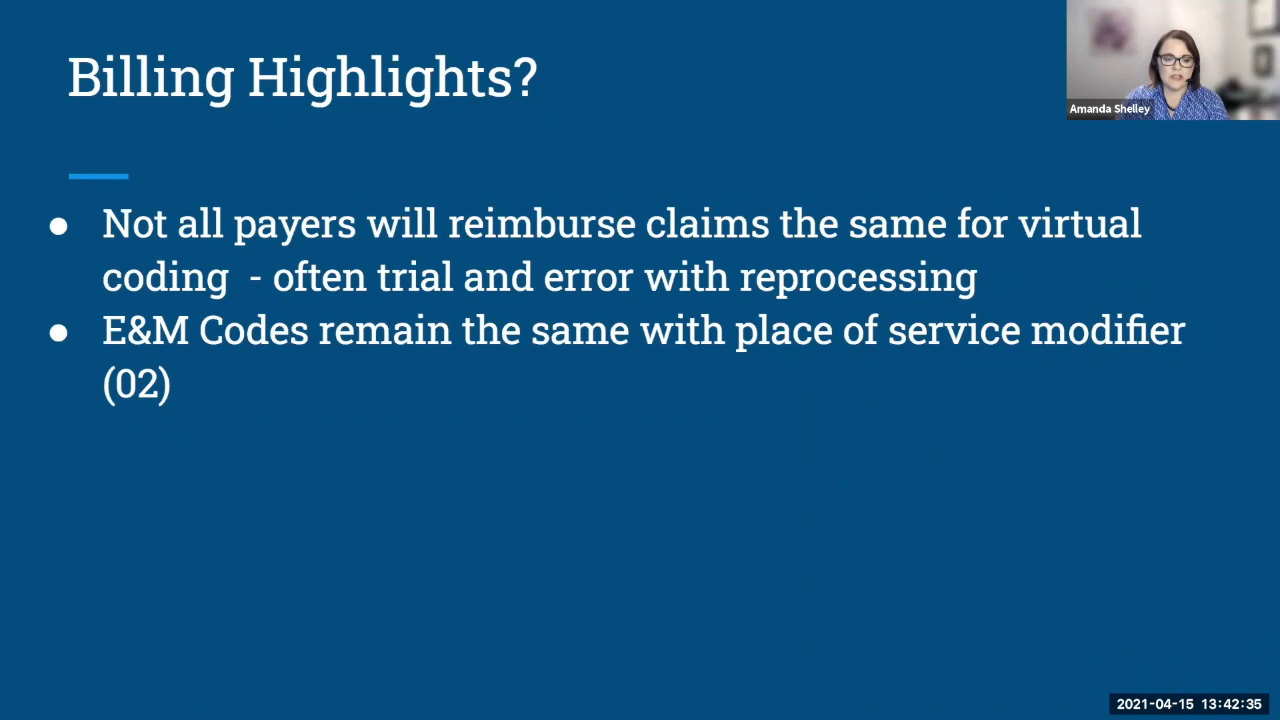 Billing Highlights?
Amanda Shelley
● Not all payers will reimburse claims the same for virtual
coding  - often trial and error with reprocessing
● E&M Codes remain the same with place of service modifier
(02)
2021-04-15 13:42:35